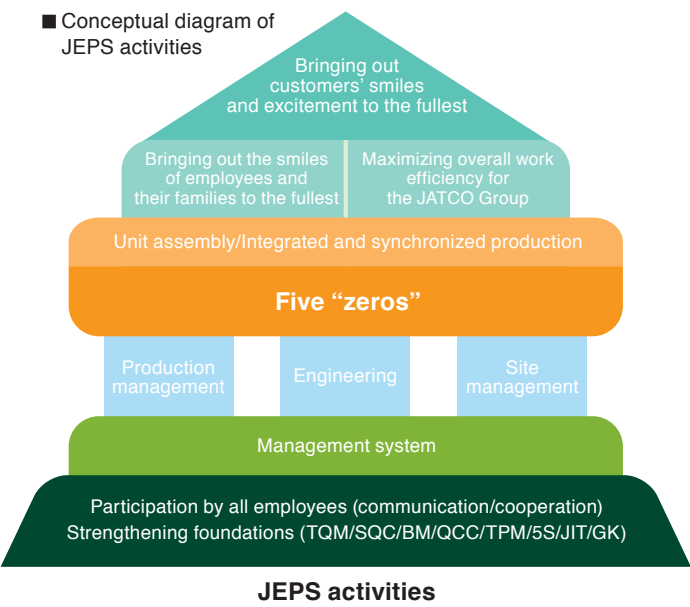 ■ Conceptual diagram of
JEPS activities
Bringing out
customers’ smiles
and excitement to the fullest
Bringing out the smiles
of employees and
their families to the fullest
Maximizing overall work
efficiency for
the JATCO Group
Unit assembly/Integrated and synchronized production
Five “zeros”
Production
management
Engineering
Site
management
Management system
Participation by all employees (communication/cooperation)
Strengthening foundations (TQM/SQC/BM/QCC/TPM/5S/JIT/GK)
JEPS activities